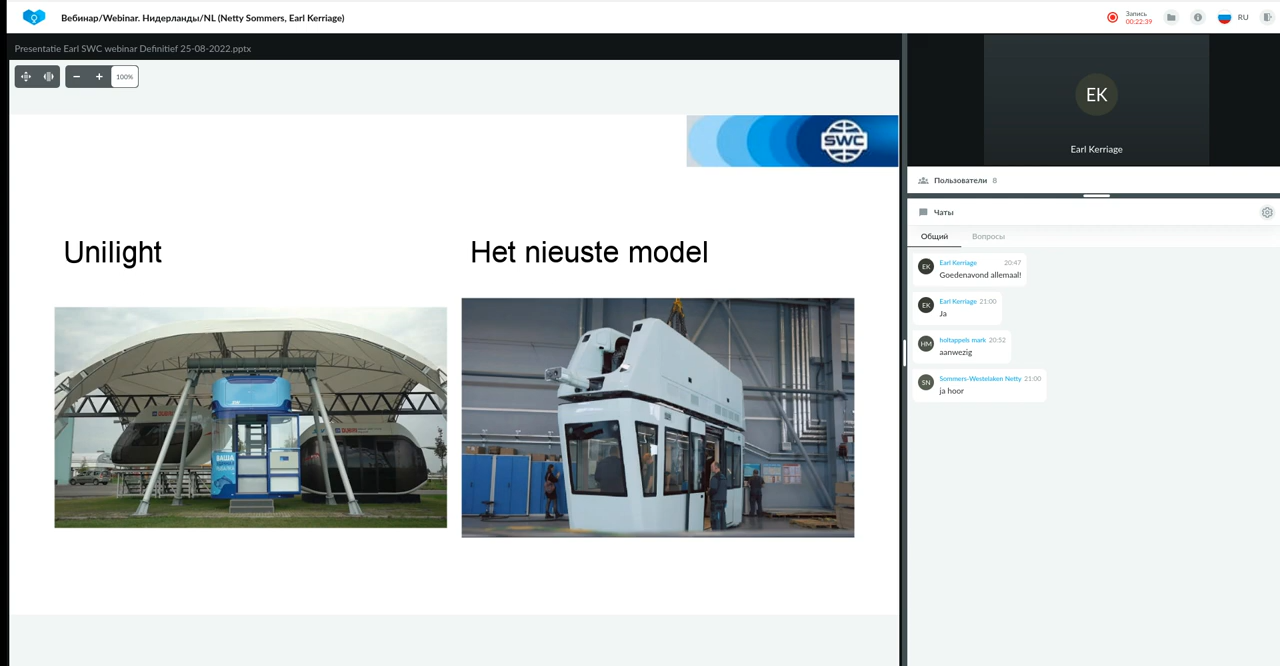 Вебинар/Webinar. Нидерланды/NL (Netty Sommers, Earl Kerriage)
Запись
00:22:39
RU
Presentatie Earl SWC webinar Definitief 25-08-2022.pptx
100%
SWC
Unilight
Het nieuste model
ВАША
EK
Earl Kerriage
Пользователи 8
Чаты
Общий
Вопросы
EK
Earl Kerriage 20:47
Goedenavond allemaal!
EK
Earl Kerriage 21:00
Ja
HM
holtappels mark 20:52
aanwezig
SN
Sommers-Westelaken Netty 21:00
ja hoor